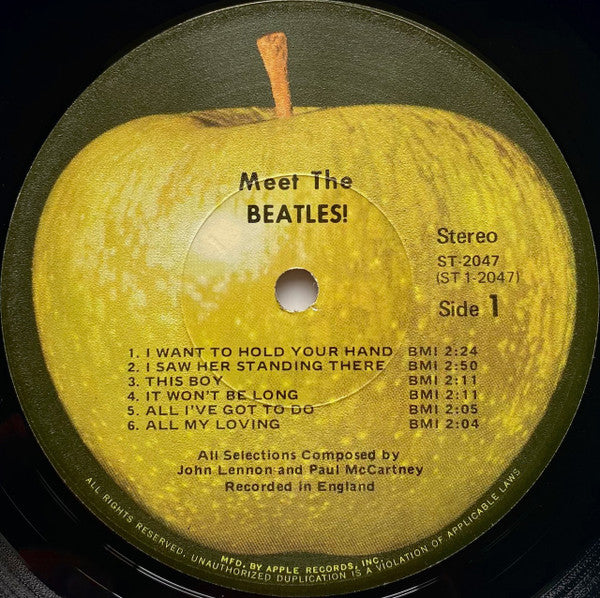 Meet The
BEATLES!
Stereo
ST-2047
(ST 1-2047)
Side 1
1. I WANT TO HOLD YOUR HAND BMI 2:24
2. I SAW HER STANDING THERE BMI 2:50
3. THIS BOY BMI 2:11
4. IT WON'T BE LONG BMI 2:11
5. ALL I'VE GOT TO DO BMI 2:05
6. ALL MY LOVING BMI 2:04
All Selections Composed by
John Lennon and Paul McCartney
Recorded in England
MFD. BY APPLE RECORDS, INC.
ALL RIGHTS RESERVED. UNAUTHORIZED DUPLICATION IS A VIOLATION OF APPLICABLE LAWS